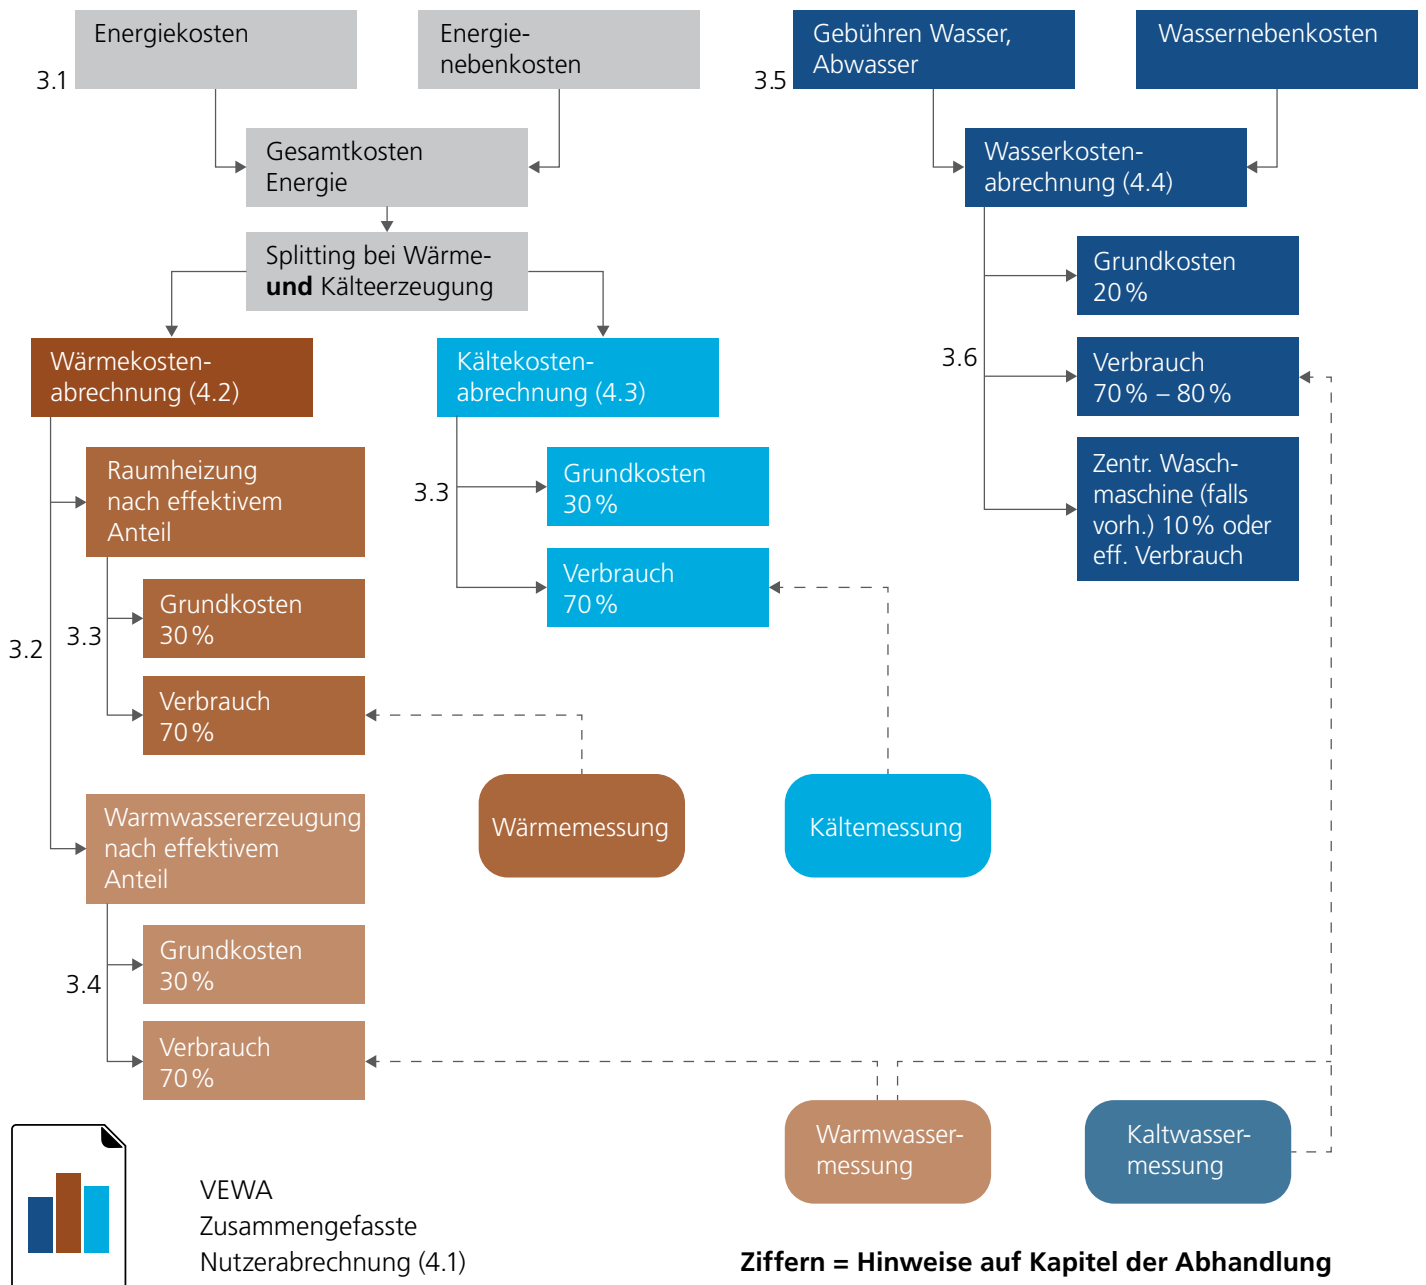 Energiekosten
3.1
Energie-
nebenkosten
Gesamtkosten
Energie
Splitting bei Wärme-
und Kälteerzeugung
Wärmekosten-
abrechnung (4.2)
Raumheizung
nach effektivem
Anteil
3.2
3.3
Grundkosten
30 %
Verbrauch
70 %
Warmwassererzeugung
nach effektivem
Anteil
3.4
Grundkosten
30 %
Verbrauch
70 %
Kältekosten-
abrechnung (4.3)
3.3
Grundkosten
30 %
Verbrauch
70 %
Wärmemessung
Kältemessung
3.5
Gebühren Wasser,
Abwasser
Wassernebenkosten
Wasserkosten-
abrechnung (4.4)
3.6
Grundkosten
20 %
Verbrauch
70 % – 80 %
Zentr. Wasch-
maschine (falls
vorh.) 10 % oder
eff. Verbrauch
Warmwasser-
messung
Kaltwasser-
messung
VEWA
Zusammengefasste
Nutzerabrechnung (4.1)
Ziffern = Hinweise auf Kapitel der Abhandlung